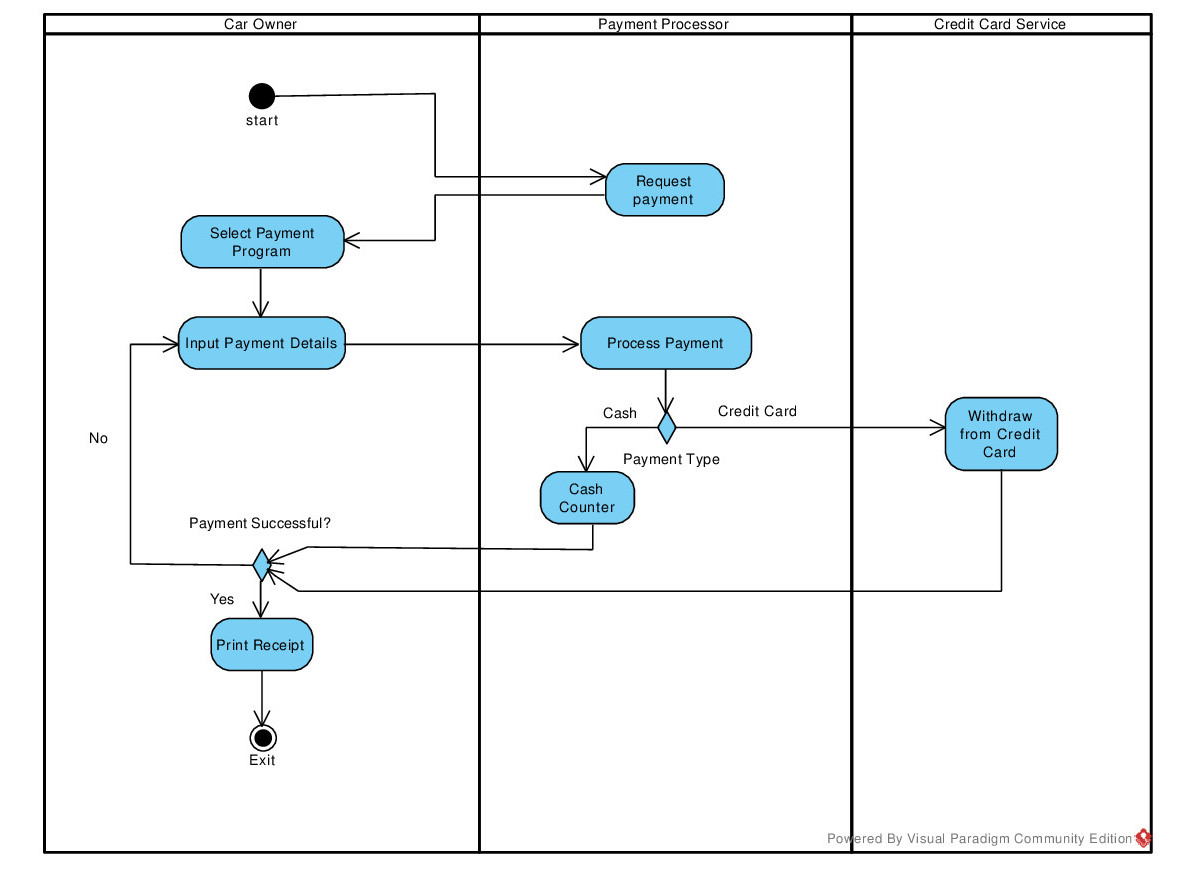 Car Owner
Payment Processor
Credit Card Service
start
Request
payment
Select Payment
Program
Input Payment Details
Process Payment
Cash
Credit Card
Withdraw
from Credit
Card
No
Payment Type
Cash
Counter
Payment Successful?
Yes
Print Receipt
Exit
Powered By Visual Paradigm Community Edition